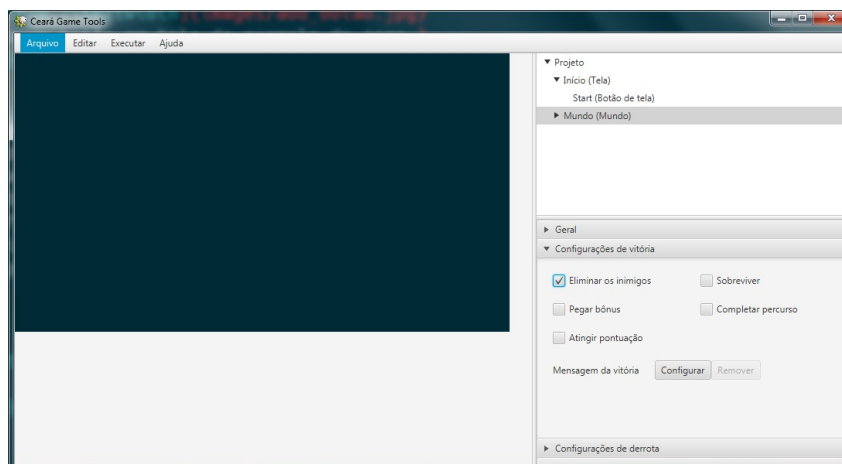 Ceará Game Tools
Arquivo Editar Executar Ajuda
Projeto
Início (Tela)
Start (Botão de tela)
Mundo (Mundo)
Geral
Configurações de vitória
Eliminar os inimigos Sobreviver
Pegar bônus Completar percurso
Atingir pontuação
Mensagem da vitória Configurar Remover
Configurações de derrota